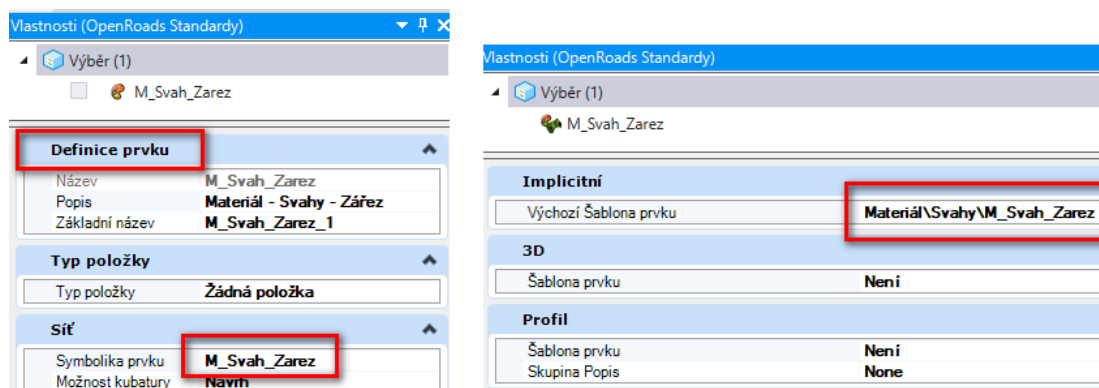 Vlastnosti (OpenRoads Standardy)
Výběr (1)
M_Svah_Zarez
Definice prvku
Název M_Svah_Zarez
Popis Materiál - Svahy - Zářez
Základní název M_Svah_Zarez_1
Typ položky
Typ položky Žádná položka
Síť
Symbolika prvku M_Svah_Zarez
Možnost kubatury Návrh
Vlastnosti (OpenRoads Standardy)
Výběr (1)
M_Svah_Zarez
Implicitní
Výchozí Šablona prvku Materiál\Svahy\M_Svah_Zarez
3D
Šablona prvku Není
Profil
Šablona prvku Není
Skupina Popis None